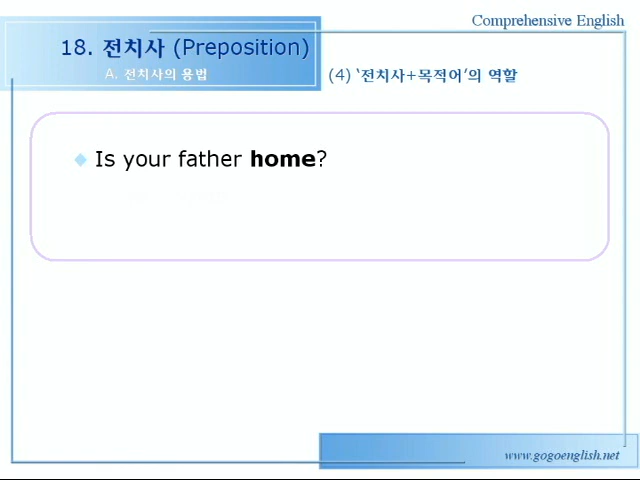 Comprehensive English
18. 전치사 (Preposition)
A. 전치사의 용법
(4) ‘전치사+목적어’의 역할
Is your father home?
www.gogoenglish.net